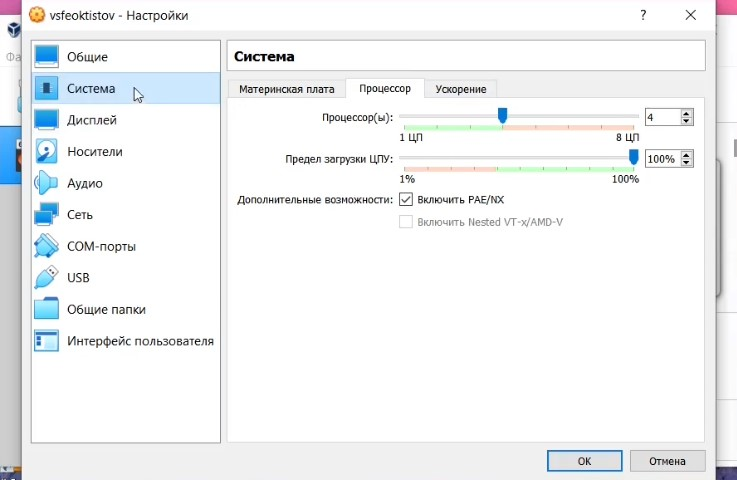 vsfeoktistov - Настройки
?
Общие
Система
Дисплей
Носители
Аудио
Сеть
COM-порты
USB
Общие папки
Интерфейс пользователя
Система
Материнская плата Процессор Ускорение
Процессор(ы): 4
1 ЦП 8 ЦП
Предел загрузки ЦПУ: 100%
1% 100%
Дополнительные возможности: Включить PAE/NX
Включить Nested VT-x/AMD-V
OK Отмена